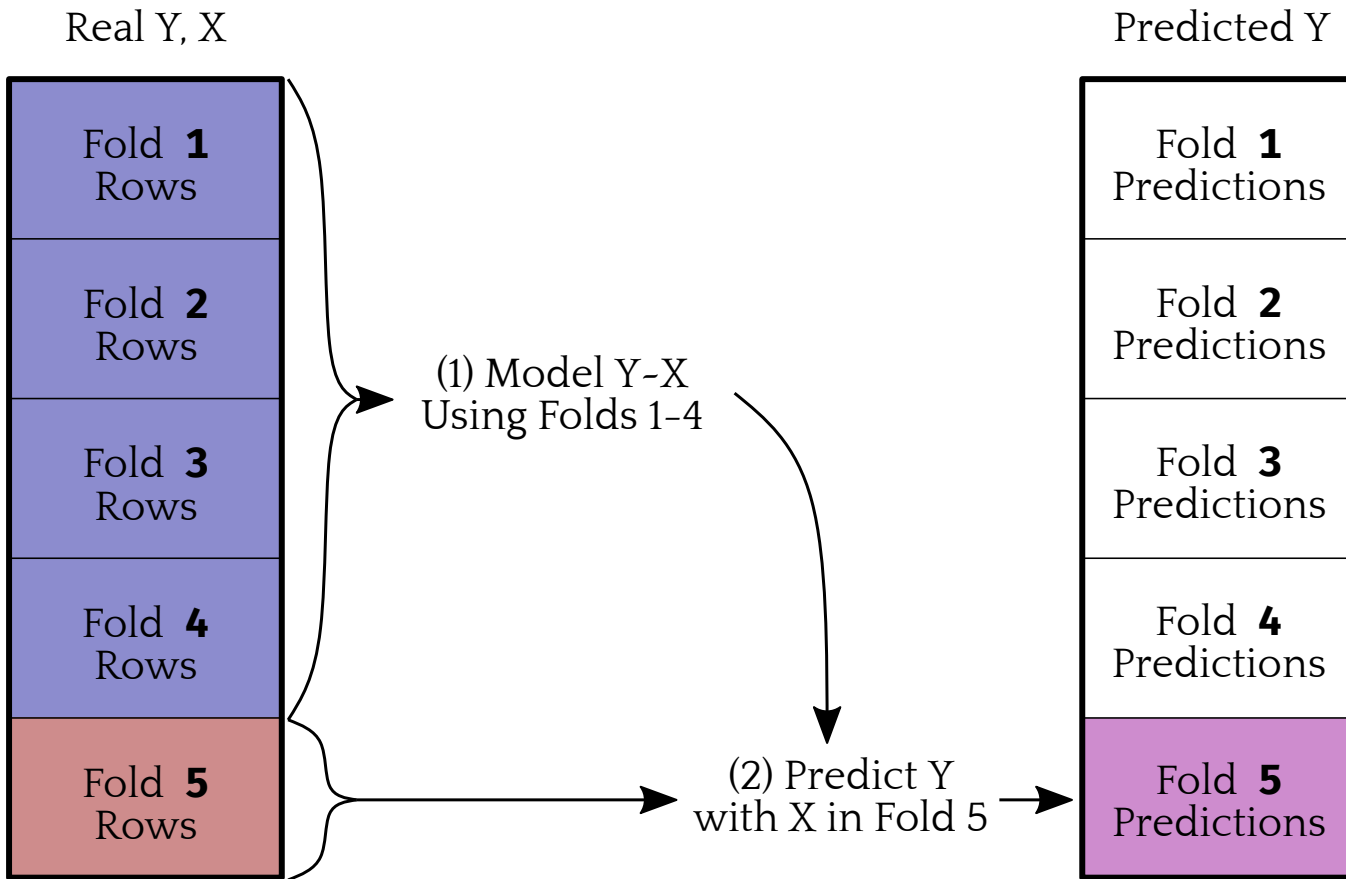 Real Y, X
Fold 1
Rows
Fold 2
Rows
Fold 3
Rows
Fold 4
Rows
Fold 5
Rows
(1) Model Y~X
Using Folds 1-4
(2) Predict Y
with X in Fold 5
Predicted Y
Fold 1
Predictions
Fold 2
Predictions
Fold 3
Predictions
Fold 4
Predictions
Fold 5
Predictions